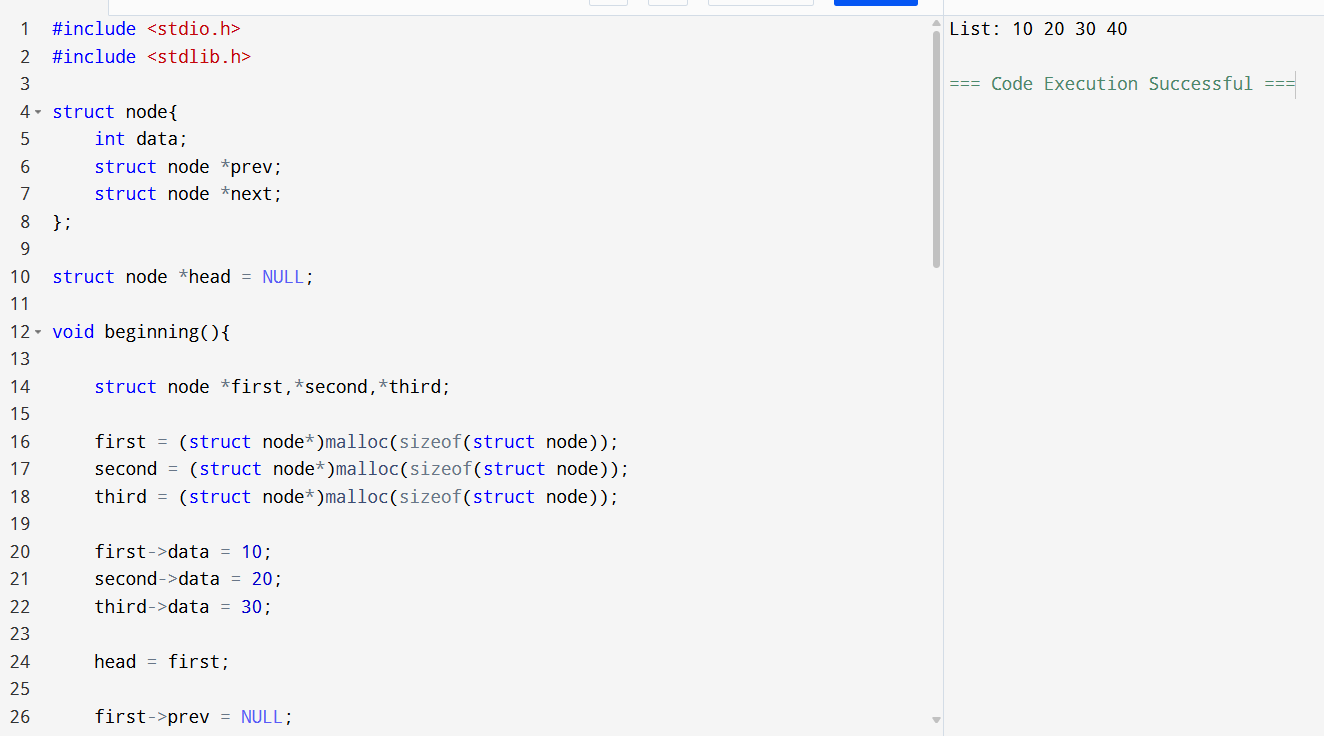 1 #include <stdio.h>
2 #include <stdlib.h>
3
4 struct node{
5     int data;
6     struct node *prev;
7     struct node *next;
8 };
9
10 struct node *head = NULL;
11
12 void beginning(){
13
14     struct node *first,*second,*third;
15
16     first = (struct node*)malloc(sizeof(struct node));
17     second = (struct node*)malloc(sizeof(struct node));
18     third = (struct node*)malloc(sizeof(struct node));
19
20     first->data = 10;
21     second->data = 20;
22     third->data = 30;
23
24     head = first;
25
26     first->prev = NULL;
List: 10 20 30 40

=== Code Execution Successful ===